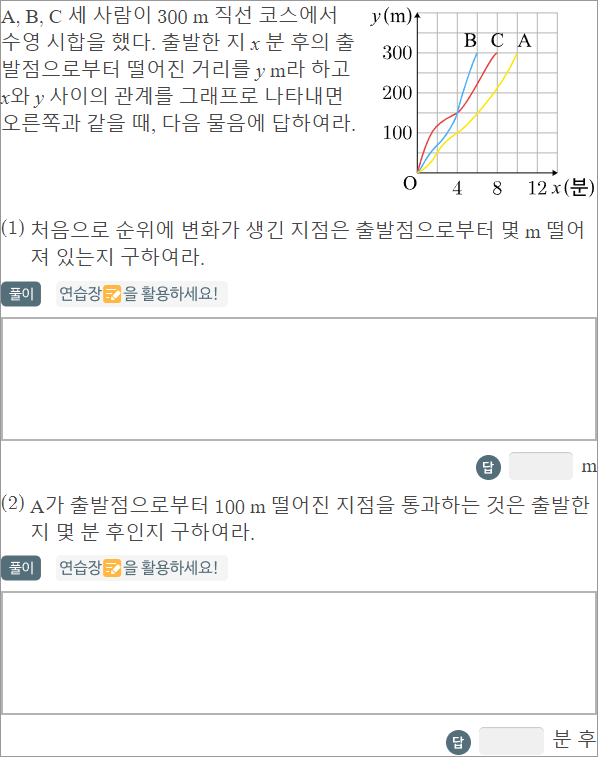 A, B, C 세 사람이 300 m 직선 코스에서
수영 시합을 했다. 출발한 지 x 분 후의 출
발점으로부터 떨어진 거리를 y m라 하고
x와 y 사이의 관계를 그래프로 나타내면
오른쪽과 같을 때, 다음 물음에 답하여라.
y(m)
B C A
300
200
100
O
4 8 12 x(분)
(1) 처음으로 순위에 변화가 생긴 지점은 출발점으로부터 몇 m 떨어
져 있는지 구하여라.
풀이 연습장을 활용하세요!
답 m
(2) A가 출발점으로부터 100 m 떨어진 지점을 통과하는 것은 출발한
지 몇 분 후인지 구하여라.
풀이 연습장을 활용하세요!
답 분 후